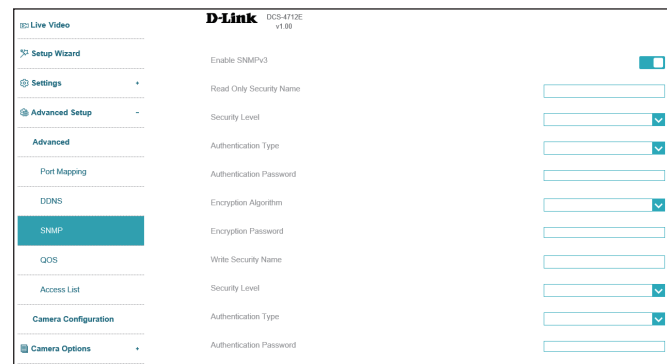 Live Video
Setup Wizard
Settings +
Advanced Setup -
Advanced
Port Mapping
DDNS
SNMP
QOS
Access List
Camera Configuration
Camera Options +
D-Link DCS-4712E
v1.00
Enable SNMPv3
Read Only Security Name
Security Level
Authentication Type
Authentication Password
Encryption Algorithm
Encryption Password
Write Security Name
Security Level
Authentication Type
Authentication Password